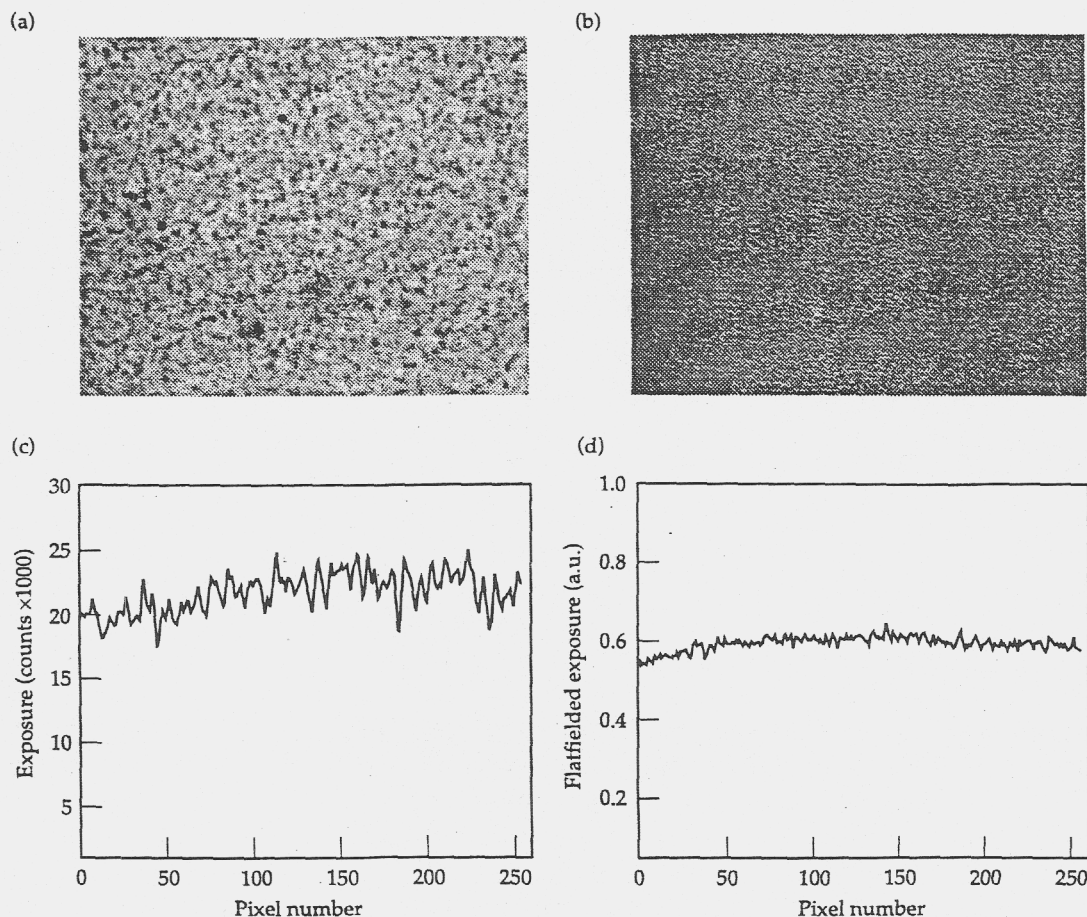 (a)
(b)
(c)
30
25
20
15
10
5
0 50 100 150 200 250
Pixel number
Exposure (counts ×1000)
(d)
1.0
0.8
0.6
0.4
0.2
0 50 100 150 200 250
Pixel number
Flatfielded exposure (a.u.)